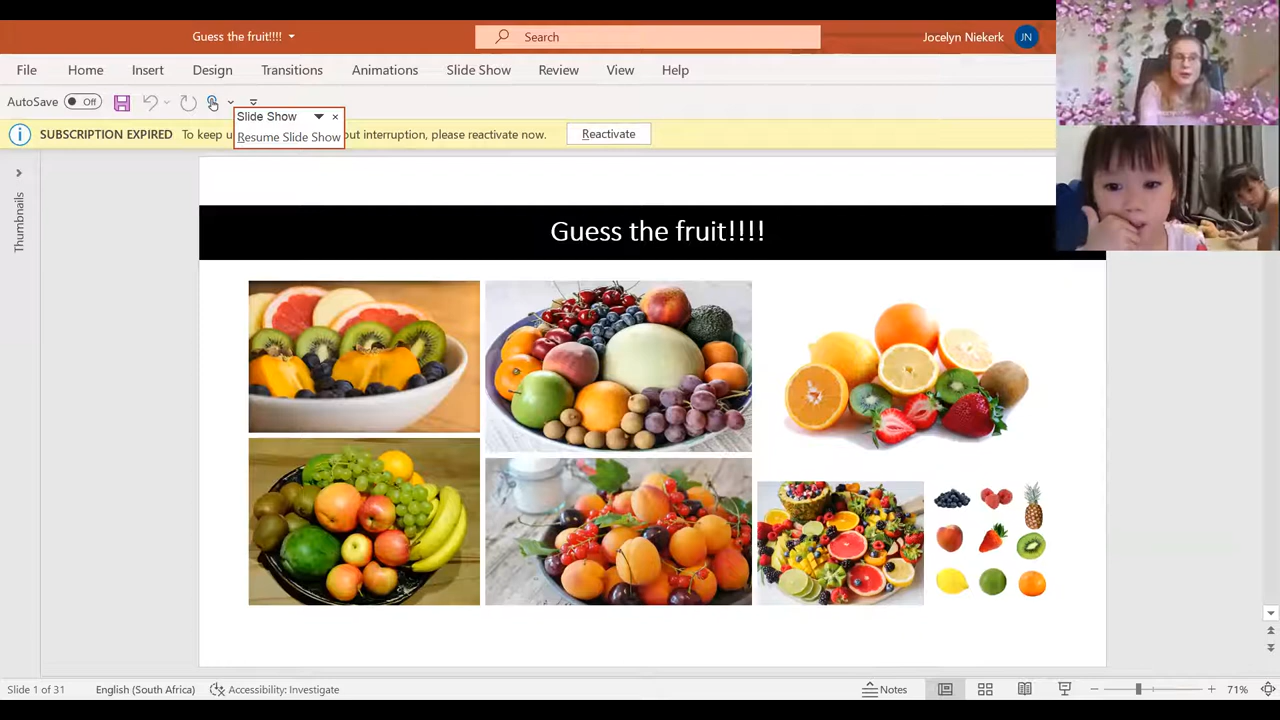 Guess the fruit!!!!
Search
Jocelyn Niekerk
JN
File Home Insert Design Transitions Animations Slide Show Review View Help
AutoSave Off
Slide Show
Resume Slide Show
SUBSCRIPTION EXPIRED To keep u out interruption, please reactivate now. Reactivate
Thumbnails
Guess the fruit!!!!
Slide 1 of 31 English (South Africa) Accessibility: Investigate Notes 71%